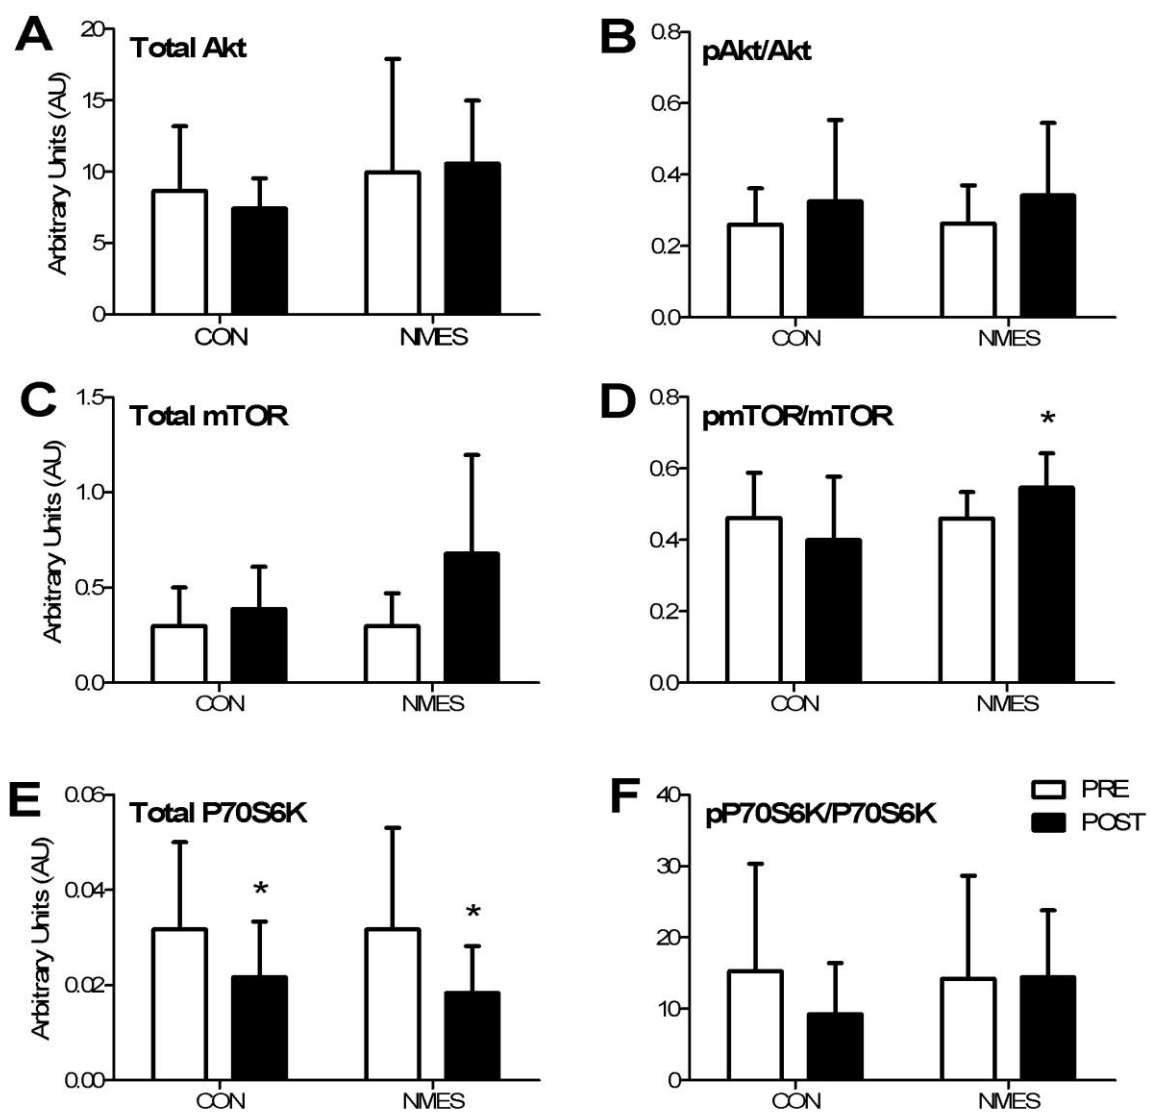 A
Total Akt
Arbitrary Units (AU)
20
15
10
5
0
CON
NMES
B
pAkt/Akt
0.8
0.6
0.4
0.2
0.0
CON
NMES
C
Total mTOR
Arbitrary Units (AU)
1.5
1.0
0.5
0.0
CON
NMES
D
pmTOR/mTOR
0.8
0.6
0.4
0.2
0.0
*
CON
NMES
E
Total P70S6K
Arbitrary Units (AU)
0.06
0.04
0.02
0.00
*
*
CON
NMES
F
pP70S6K/P70S6K
40
30
20
10
0
PRE
POST
CON
NMES